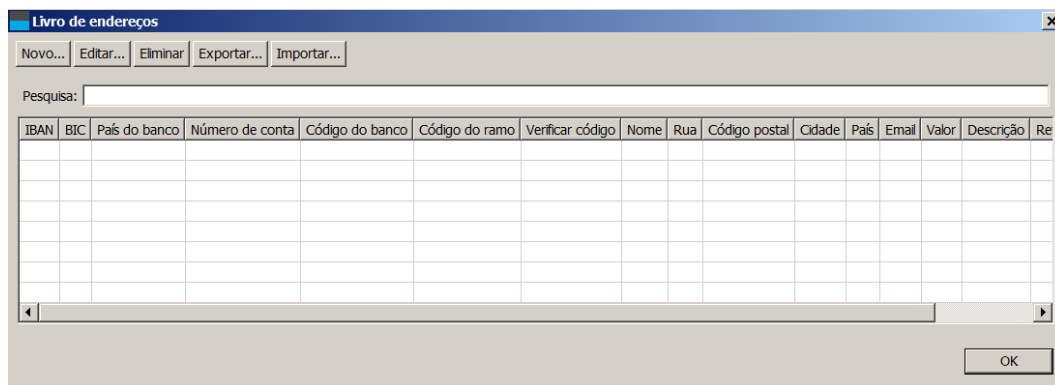 Livro de endereços
Novo... Editar... Eliminar Exportar... Importar...
Pesquisa:
IBAN BIC País do banco Número de conta Código do banco Código do ramo Verificar código Nome Rua Código postal Cidade País Email Valor Descrição
OK